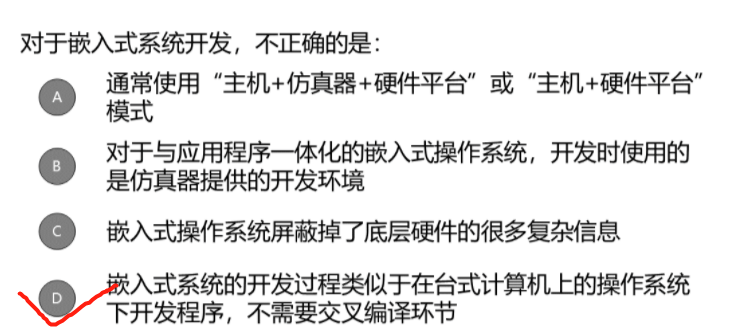 对于嵌入式系统开发，不正确的是：
A 通常使用“主机+仿真器+硬件平台”或“主机+硬件平台”
模式
B 对于与应用程序一体化的嵌入式操作系统，开发时使用的
是仿真器提供的开发环境
C 嵌入式操作系统屏蔽掉了底层硬件的很多复杂信息
D 嵌入式系统的开发过程类似于在台式计算机上的操作系统
下开发程序，不需要交叉编译环节